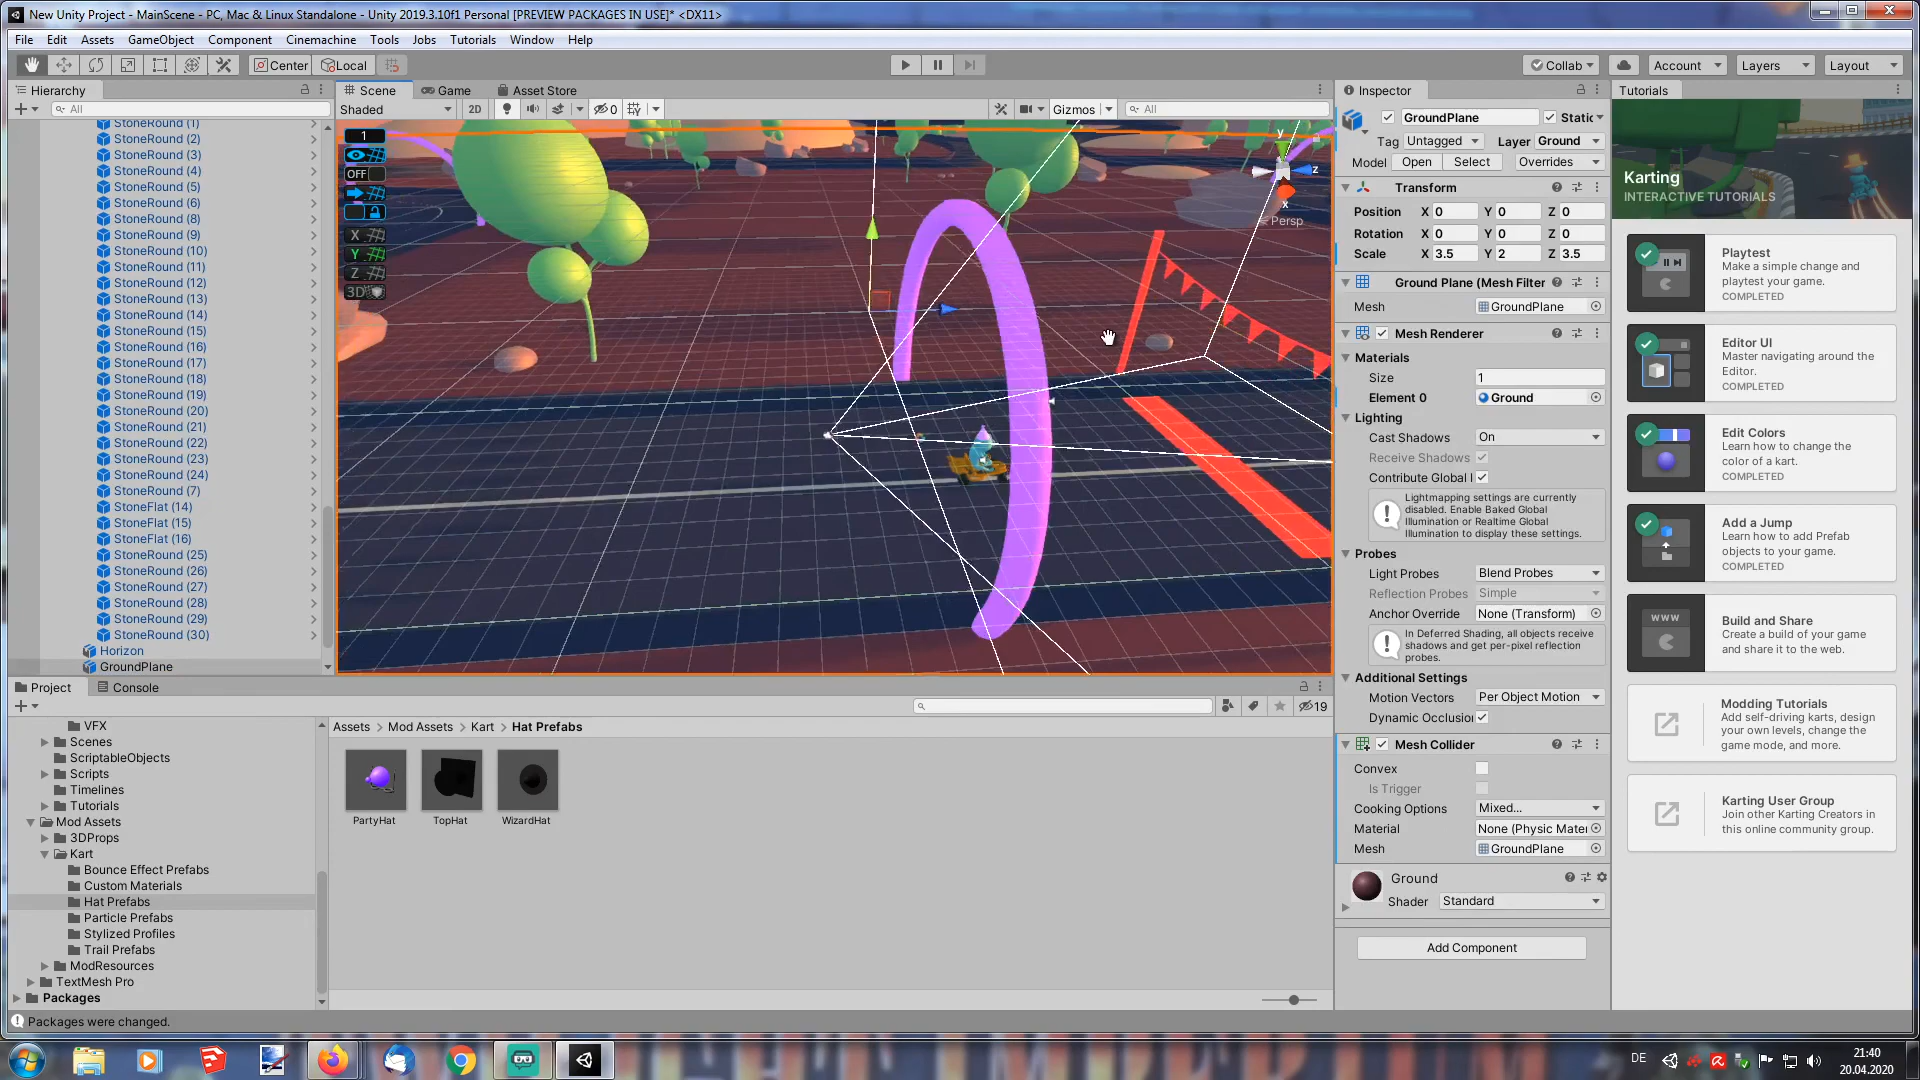 New Unity Project - MainScene - PC, Mac & Linux Standalone - Unity 2019.3.10f1 Personal [PREVIEW PACKAGES IN USE]* <DX11>
File Edit Assets GameObject Component Cinemachine Tools Jobs Tutorials Window Help
Center Local Collab Account Layers Layout
Hierarchy
All
StoneRound (1)
StoneRound (2)
StoneRound (3)
StoneRound (4)
StoneRound (5)
StoneRound (6)
StoneRound (8)
StoneRound (9)
StoneRound (10)
StoneRound (11)
StoneRound (12)
StoneRound (13)
StoneRound (14)
StoneRound (15)
StoneRound (16)
StoneRound (17)
StoneRound (18)
StoneRound (19)
StoneRound (20)
StoneRound (21)
StoneRound (22)
StoneRound (23)
StoneRound (24)
StoneRound (7)
StoneFlat (14)
StoneFlat (15)
StoneFlat (16)
StoneRound (25)
StoneRound (26)
StoneRound (27)
StoneRound (28)
StoneRound (29)
StoneRound (30)
Horizon
GroundPlane
Scene Game Asset Store
Shaded 2D 0 Gizmos All
1
OFF
X
Y
Z
3D
y
z
x
< Persp
Inspector
GroundPlane Static
Tag Untagged Layer Ground
Model Open Select Overrides
Transform
Position X 0 Y 0 Z 0
Rotation X 0 Y 0 Z 0
Scale X 3.5 Y 2 Z 3.5
Ground Plane (Mesh Filter
Mesh GroundPlane
Mesh Renderer
Materials
Size 1
Element 0 Ground
Lighting
Cast Shadows On
Receive Shadows
Contribute Global I
Lightmapping settings are currently
disabled. Enable Baked Global
Illumination or Realtime Global
Illumination to display these settings.
Probes
Light Probes Blend Probes
Reflection Probes Simple
Anchor Override None (Transform)
In Deferred Shading, all objects receive
shadows and get per-pixel reflection
probes.
Additional Settings
Motion Vectors Per Object Motion
Dynamic Occlusion
Mesh Collider
Convex
Is Trigger
Cooking Options Mixed...
Material None (Physic Mater
Mesh GroundPlane
Ground
Shader Standard
Add Component
Tutorials
Karting
INTERACTIVE TUTORIALS
Playtest
Make a simple change and
playtest your game.
COMPLETED
Editor UI
Master navigating around the
Editor.
COMPLETED
Edit Colors
Learn how to change the
color of a kart.
COMPLETED
Add a Jump
Learn how to add Prefab
objects to your game.
COMPLETED
WWW
Build and Share
Create a build of your game
and share it to the web.
Modding Tutorials
Add self-driving karts, design
your own levels, change the
game mode, and more.
Karting User Group
Join other Karting Creators in
this online community group.
Project Console
19
VFX
Scenes
ScriptableObjects
Scripts
Timelines
Tutorials
Mod Assets
3DProps
Kart
Bounce Effect Prefabs
Custom Materials
Hat Prefabs
Particle Prefabs
Stylized Profiles
Trail Prefabs
ModResources
TextMesh Pro
Packages
Assets > Mod Assets > Kart > Hat Prefabs
PartyHat TopHat WizardHat
Packages were changed.
DE
21:40
20.04.2020